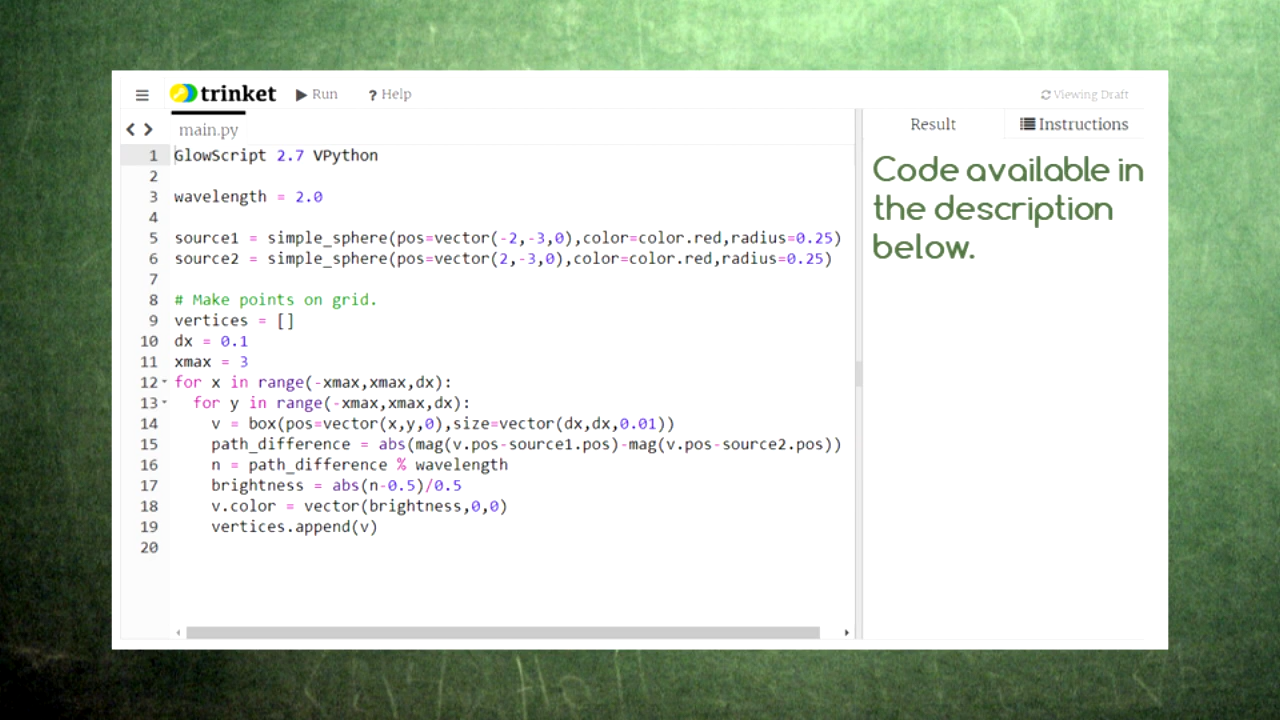 trinket Run ? Help Viewing Draft
main.py
Result Instructions
1 GlowScript 2.7 VPython
2
3 wavelength = 2.0
4
5 source1 = simple_sphere(pos=vector(-2,-3,0),color=color.red,radius=0.25)
6 source2 = simple_sphere(pos=vector(2,-3,0),color=color.red,radius=0.25)
7
8 # Make points on grid.
9 vertices = []
10 dx = 0.1
11 xmax = 3
12 for x in range(-xmax,xmax,dx):
13 for y in range(-xmax,xmax,dx):
14 v = box(pos=vector(x,y,0),size=vector(dx,dx,0.01))
15 path_difference = abs(mag(v.pos-source1.pos)-mag(v.pos-source2.pos))
16 n = path_difference % wavelength
17 brightness = abs(n-0.5)/0.5
18 v.color = vector(brightness,0,0)
19 vertices.append(v)
20
Code available in
the description
below.